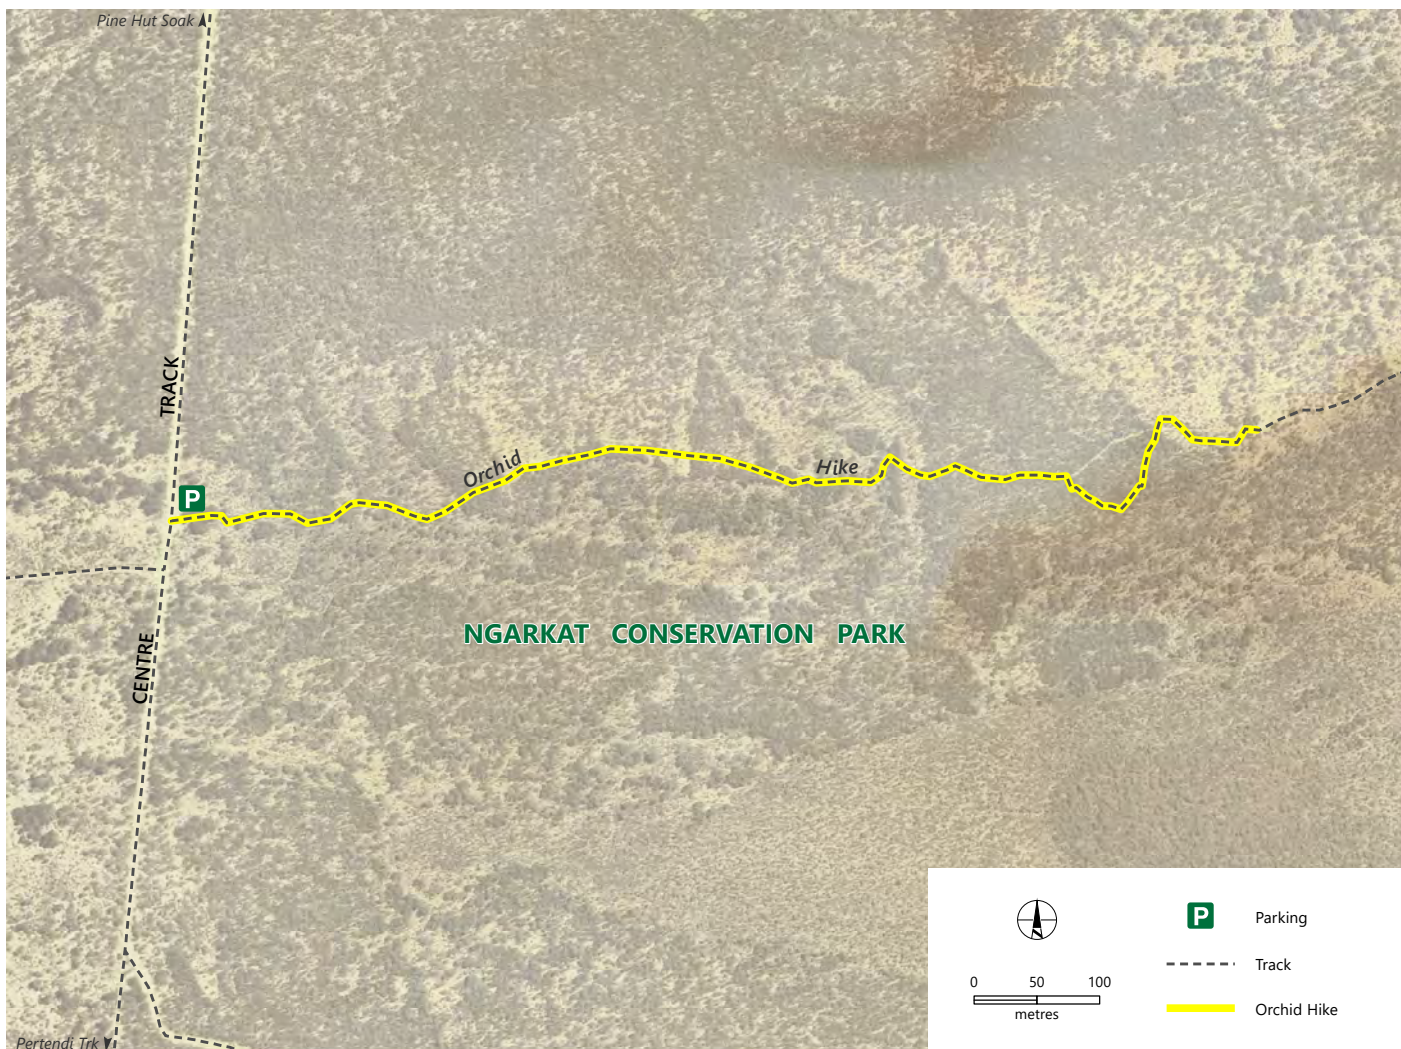 Pine Hut Soak
TRACK
Orchid
Hike
P
CENTRE
NGARKAT CONSERVATION PARK
Pertendi Trk
N
0 50 100
metres
P Parking
Track
Orchid Hike